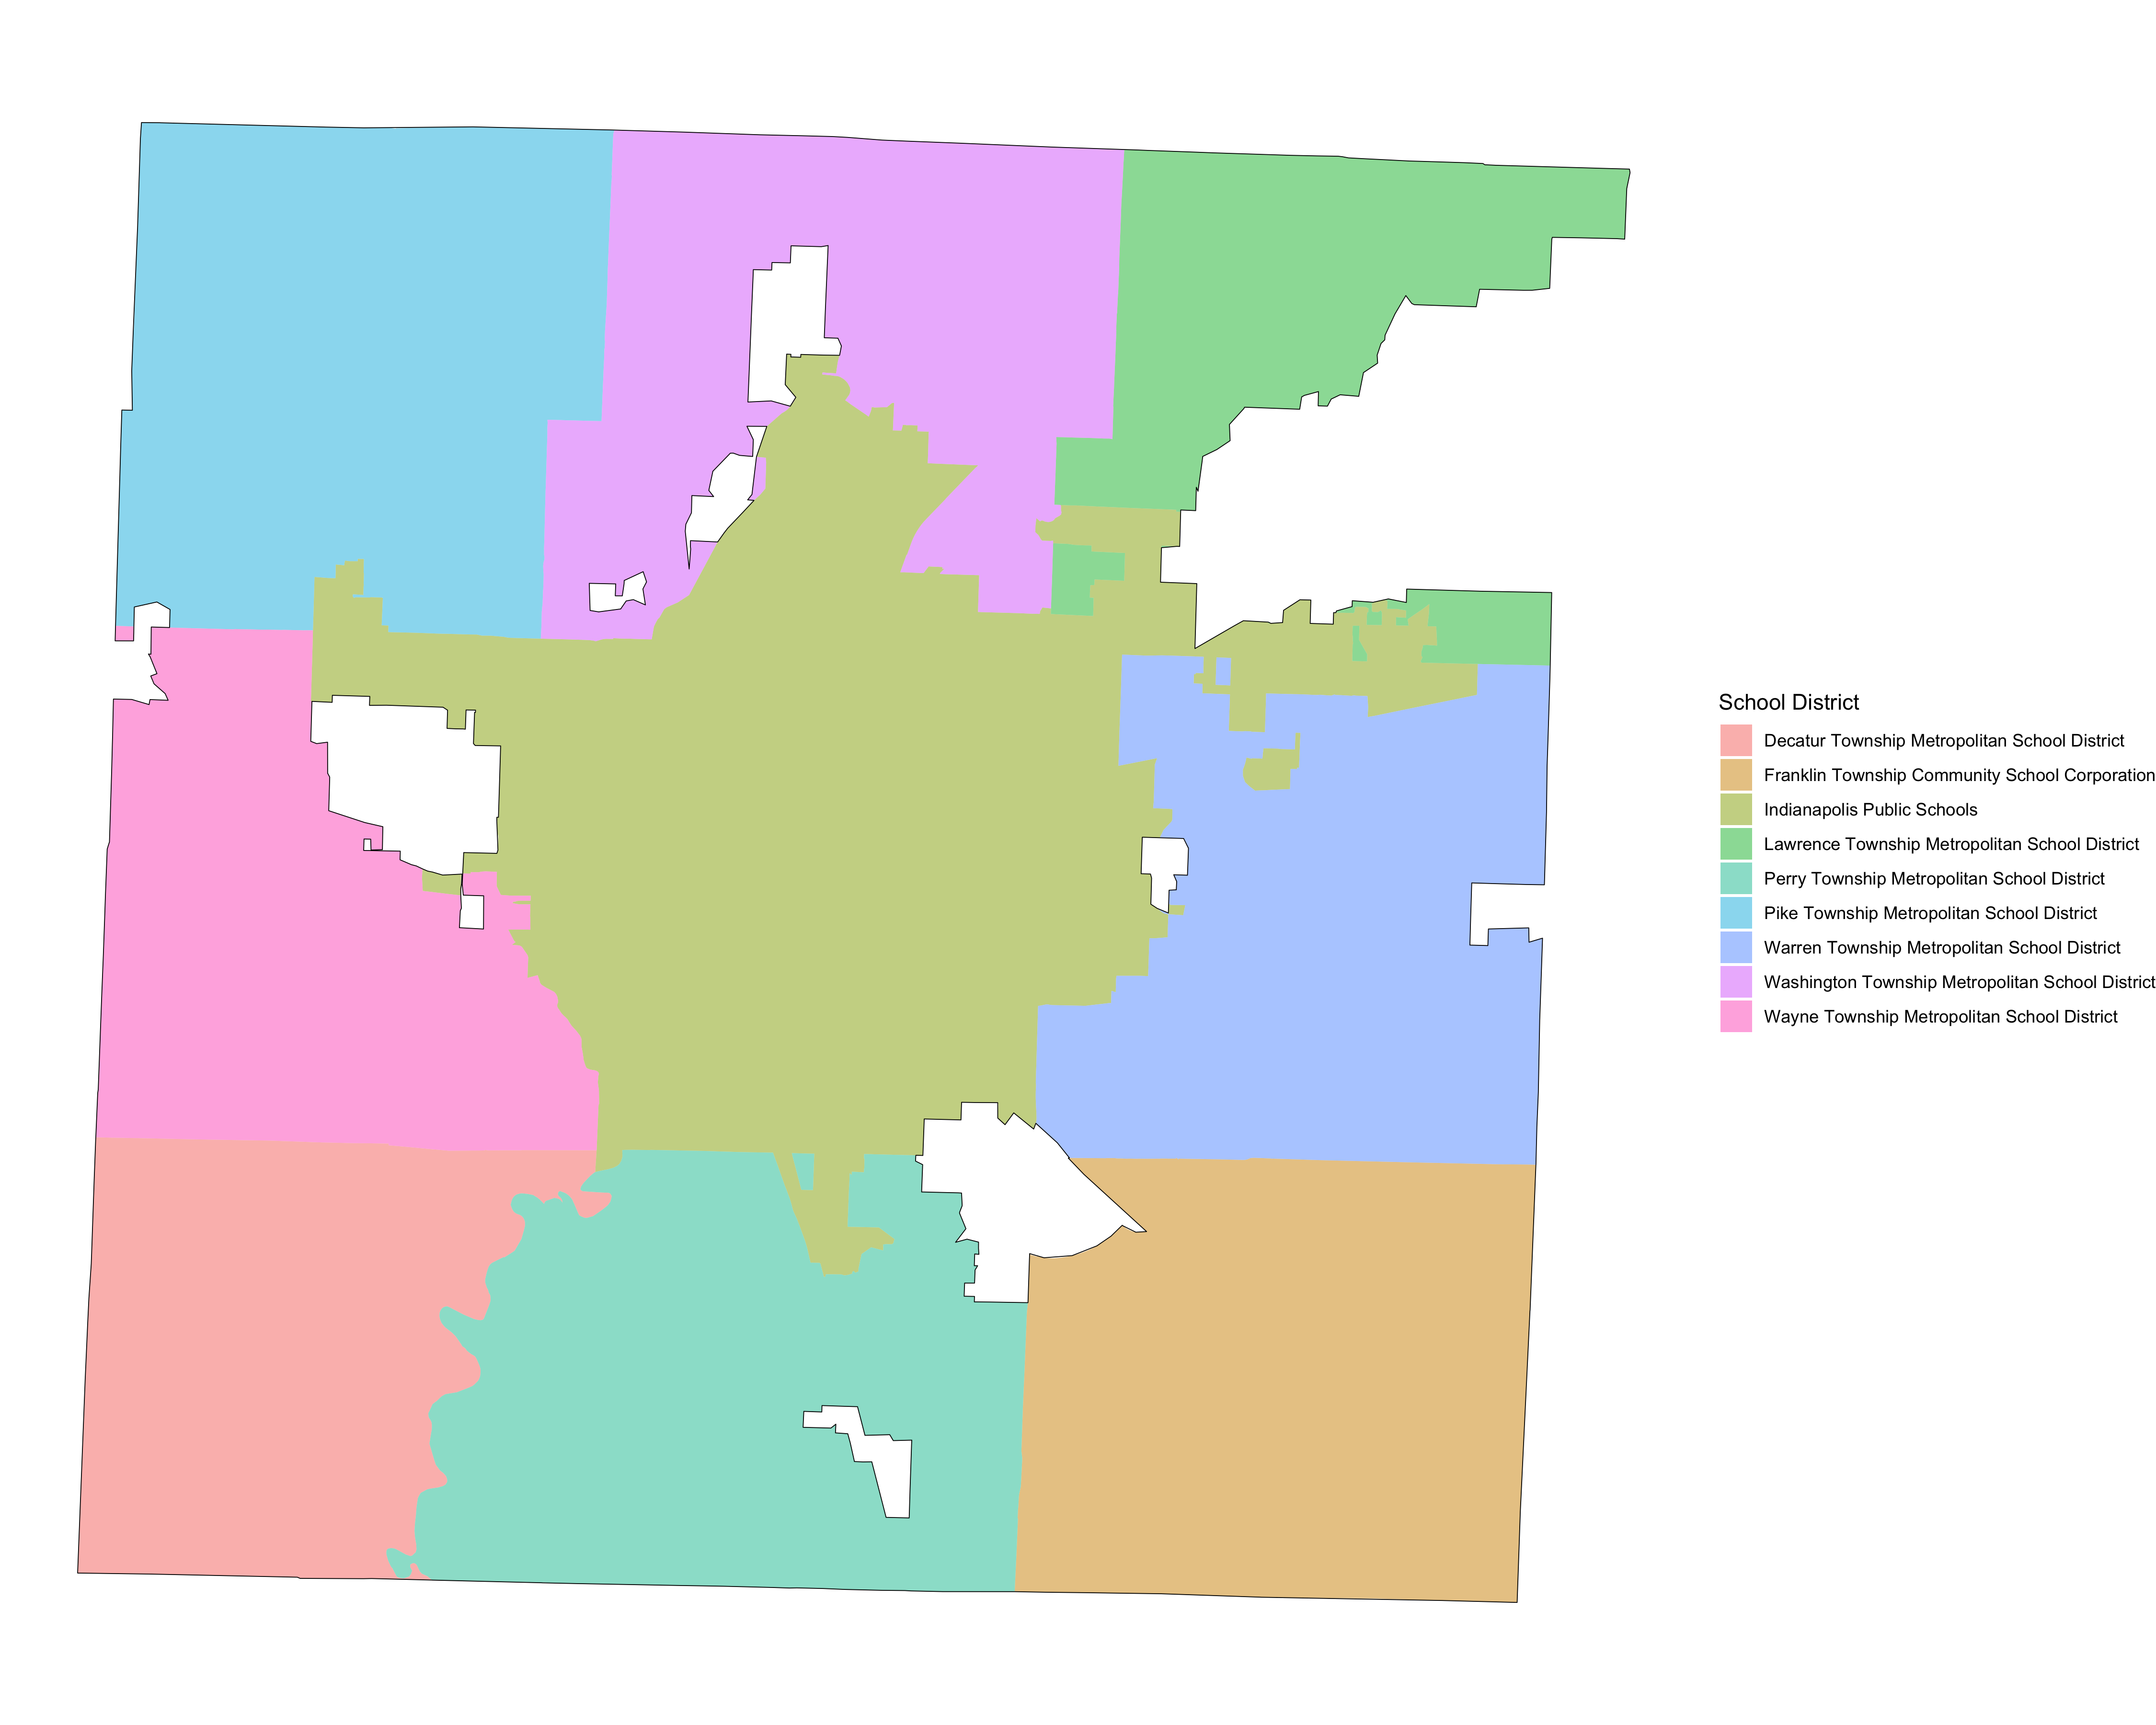 School District
Decatur Township Metropolitan School District
Franklin Township Community School Corporation
Indianapolis Public Schools
Lawrence Township Metropolitan School District
Perry Township Metropolitan School District
Pike Township Metropolitan School District
Warren Township Metropolitan School District
Washington Township Metropolitan School District
Wayne Township Metropolitan School District